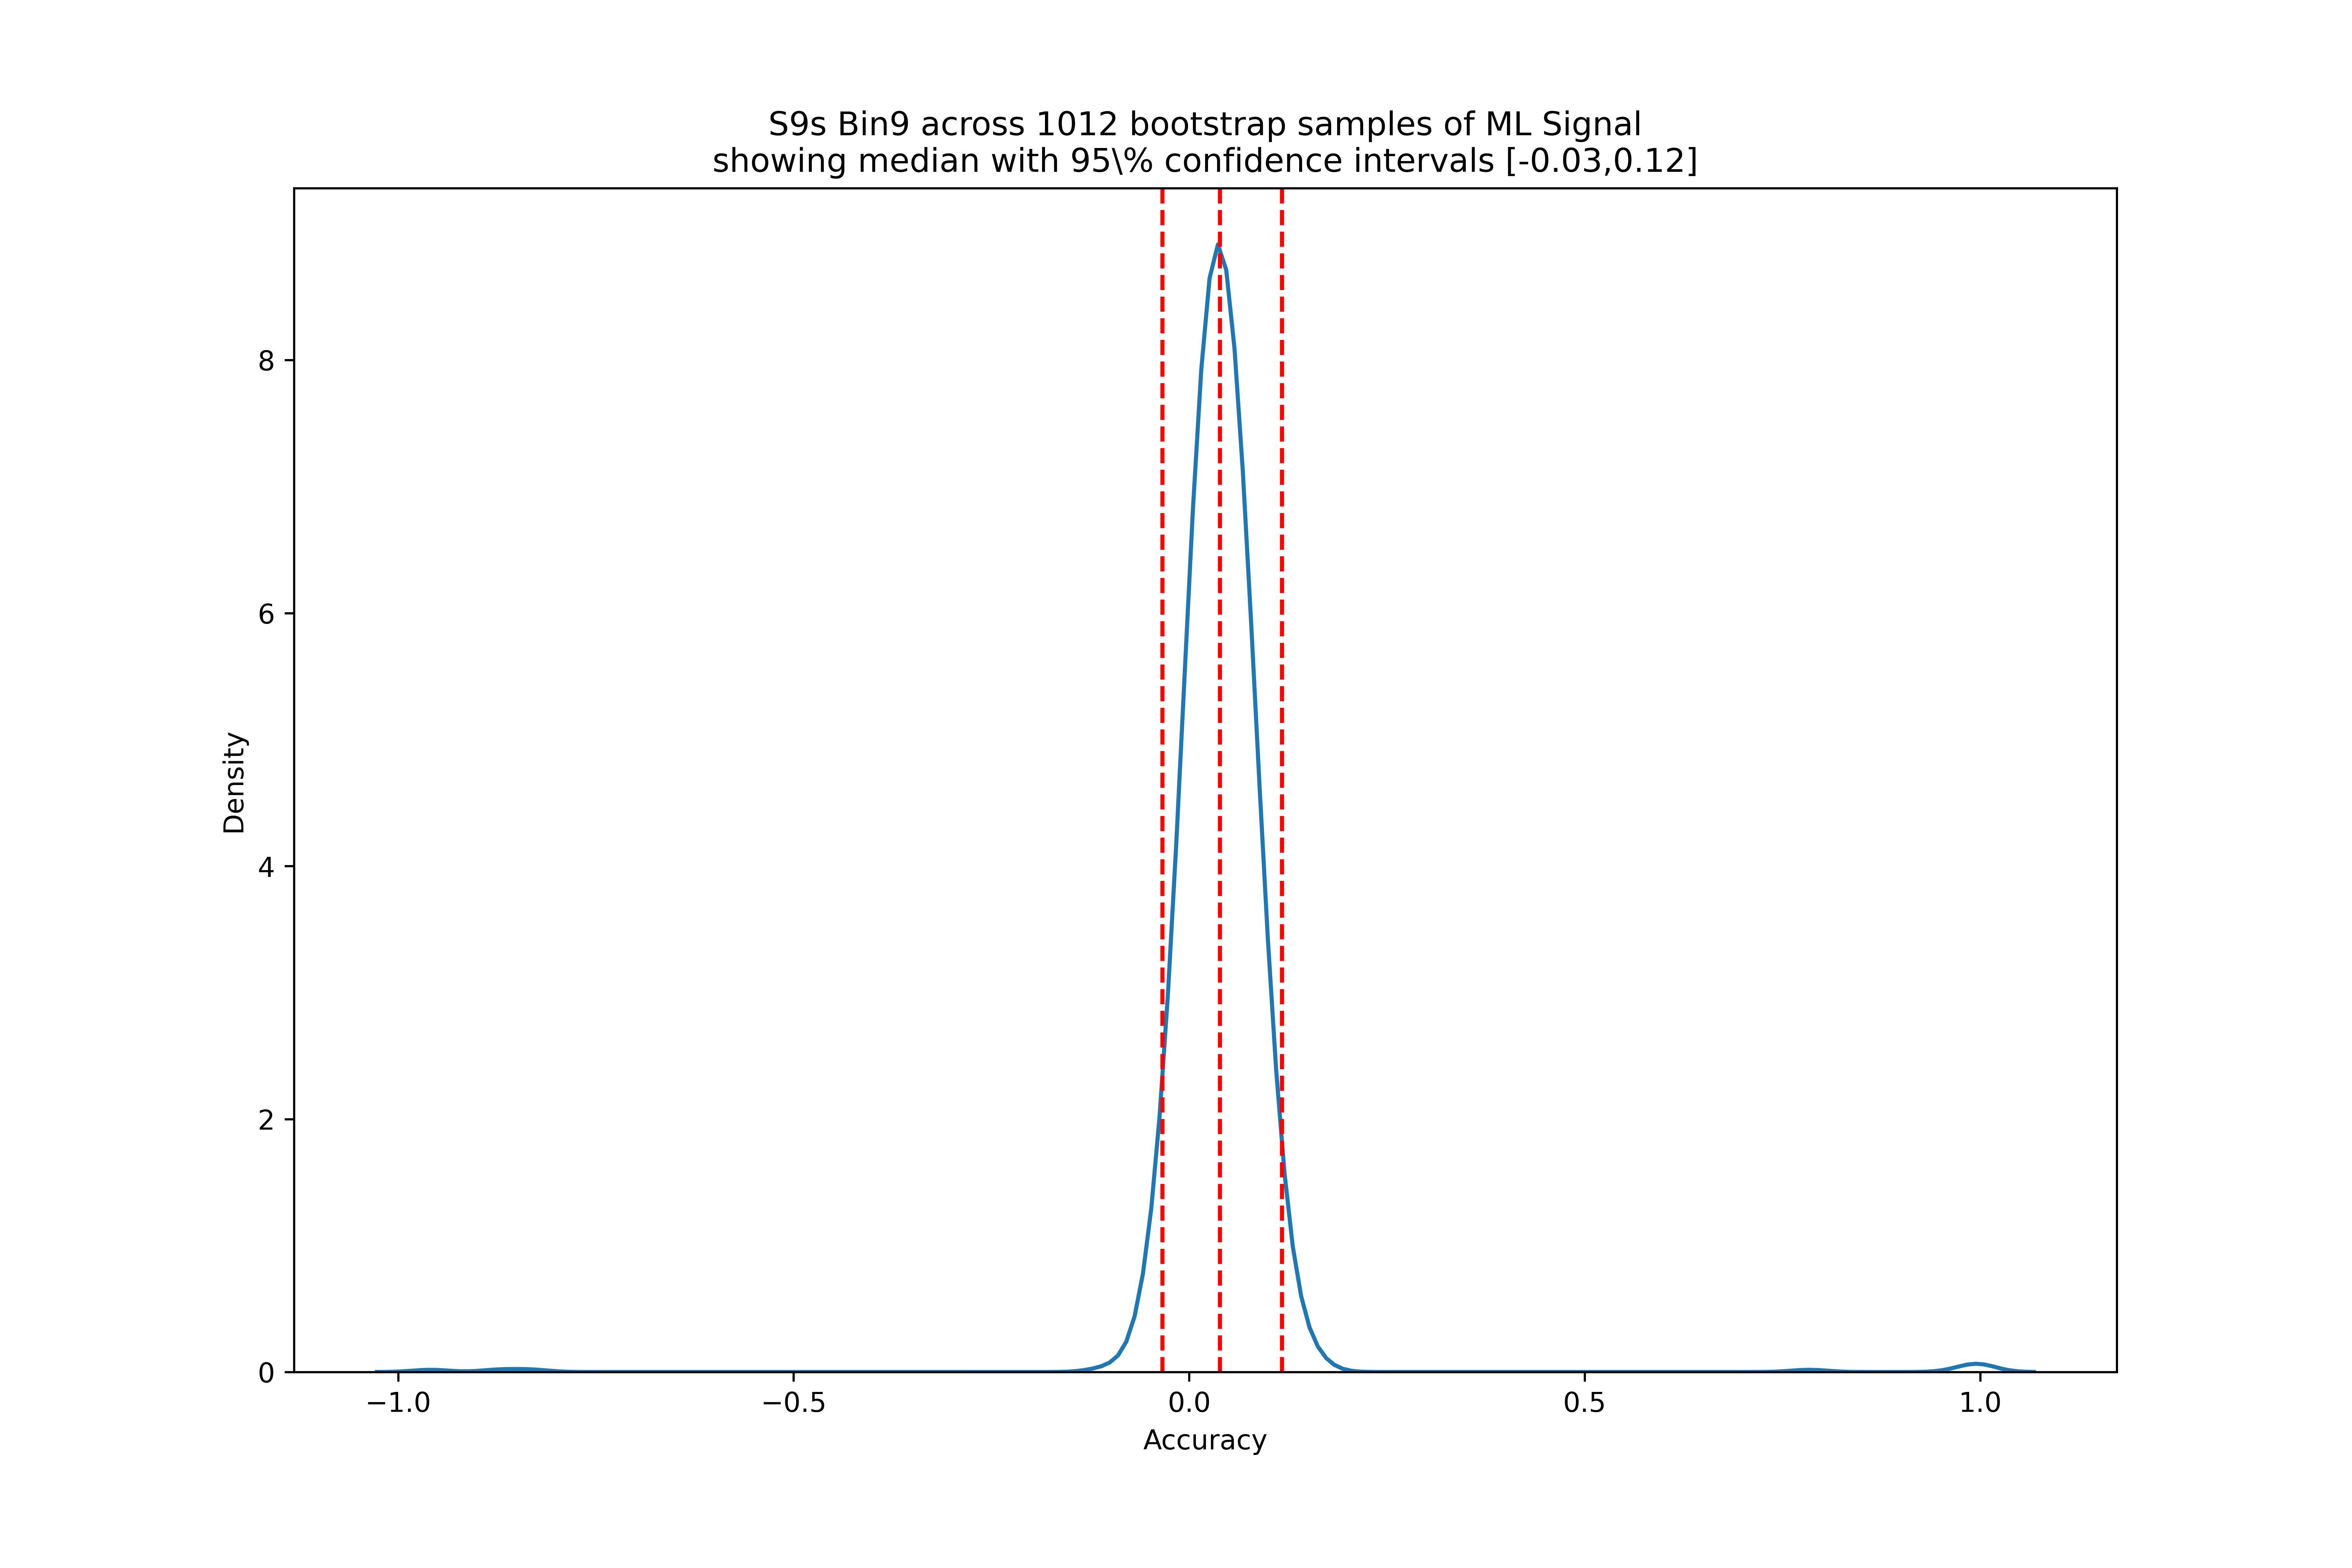 S9s Bin9 across 1012 bootstrap samples of ML Signal
showing median with 95\% confidence intervals [-0.03,0.12]
Density
8
6
4
2
0
−1.0
−0.5
0.0
0.5
1.0
Accuracy